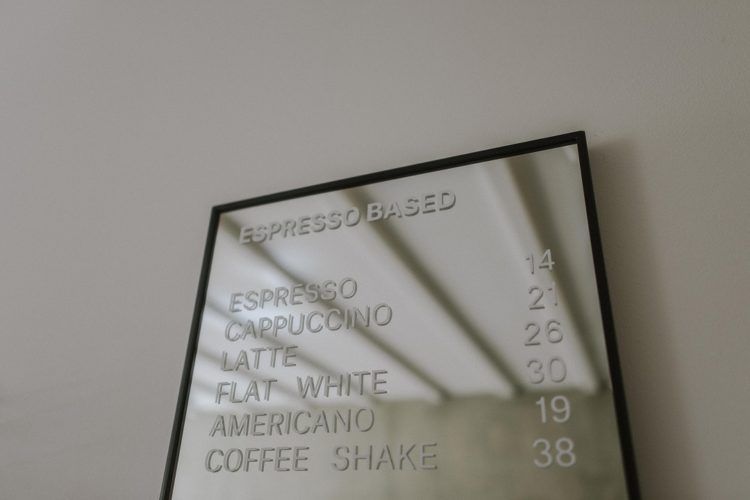 ESPRESSO BASED
ESPRESSO 14
CAPPUCCINO 21
LATTE 26
FLAT WHITE 30
AMERICANO 19
COFFEE SHAKE 38